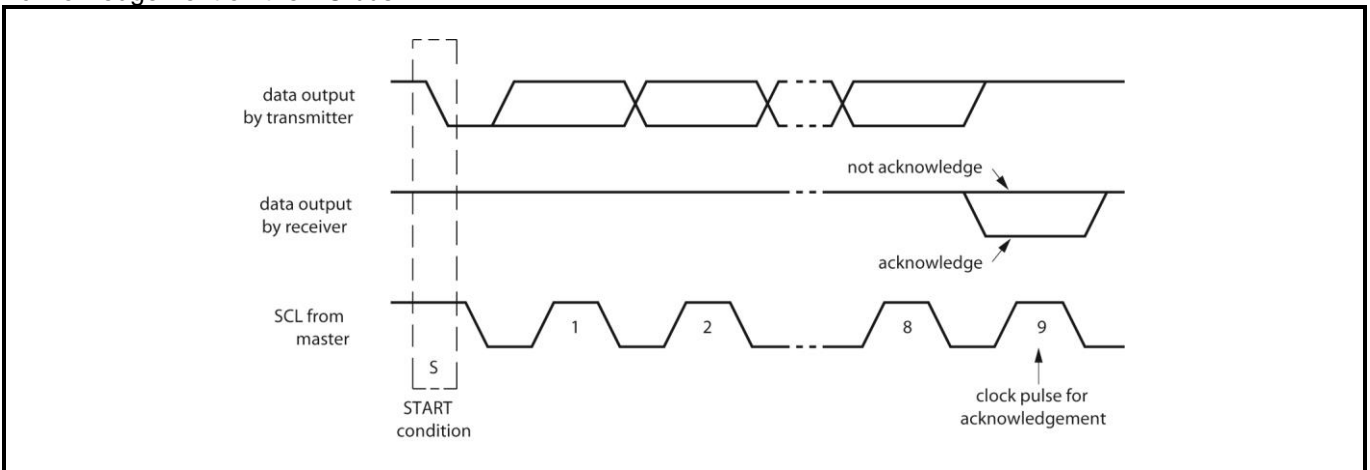 data output
by transmitter
not acknowledge
data output
by receiver
acknowledge
SCL from
master
1
2
8
9
S
START
condition
clock pulse for
acknowledgement